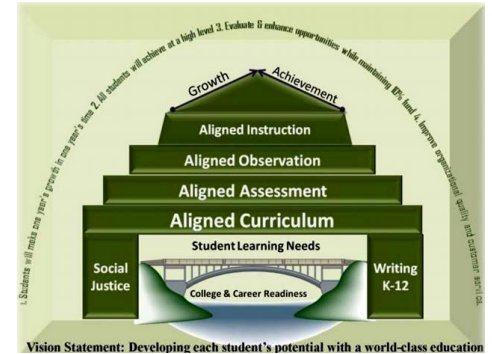 1. Students will make one year's growth in one year's time 2. All students will achieve at a high level 3. Evaluate & enhance opportunities while maintaining 10% fund 4. Improve organizational quality and customer service.
Growth Achievement
Aligned Instruction
Aligned Observation
Aligned Assessment
Aligned Curriculum
Student Learning Needs
Social
Justice
Writing
K-12
College & Career Readiness
Vision Statement: Developing each student's potential with a world-class education